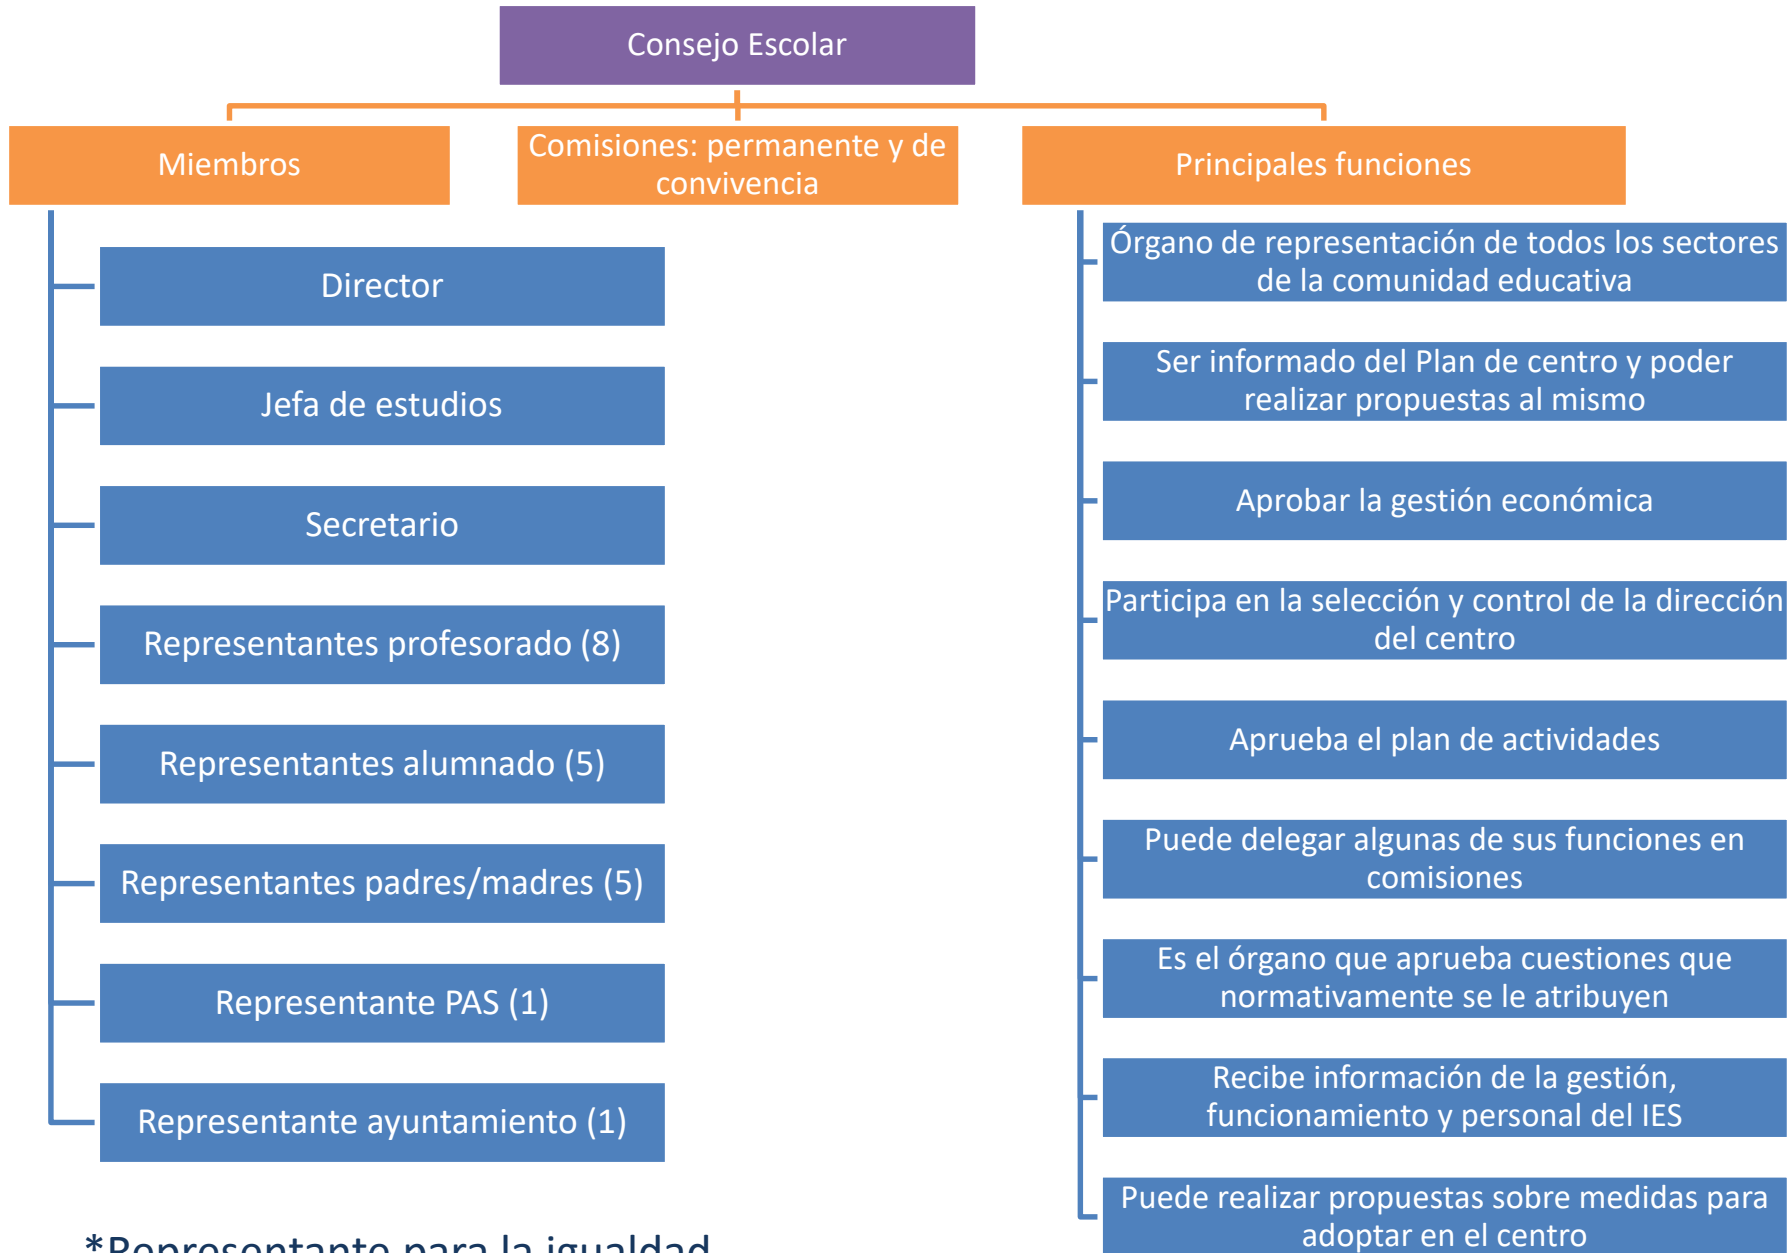 Consejo Escolar
Miembros
Comisiones: permanente y de
convivencia
Principales funciones
Director
Jefa de estudios
Secretario
Representantes profesorado (8)
Representantes alumnado (5)
Representantes padres/madres (5)
Representante PAS (1)
Representante ayuntamiento (1)
*Representante para la igualdad
Órgano de representación de todos los sectores
de la comunidad educativa
Ser informado del Plan de centro y poder
realizar propuestas al mismo
Aprobar la gestión económica
Participa en la selección y control de la dirección
del centro
Aprueba el plan de actividades
Puede delegar algunas de sus funciones en
comisiones
Es el órgano que aprueba cuestiones que
normativamente se le atribuyen
Recibe información de la gestión,
funcionamiento y personal del IES
Puede realizar propuestas sobre medidas para
adoptar en el centro